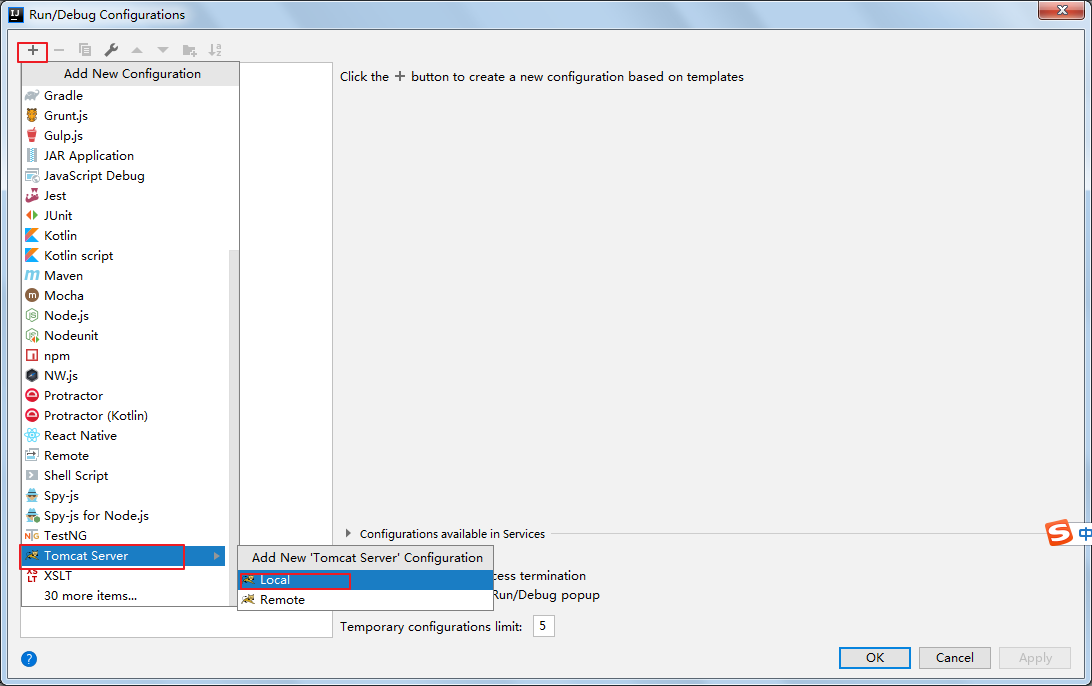 Run/Debug Configurations
Add New Configuration
Click the + button to create a new configuration based on templates
Gradle
Grunt.js
Gulp.js
JAR Application
JavaScript Debug
Jest
JUnit
Kotlin
Kotlin script
Maven
Mocha
Node.js
Nodeunit
npm
NW.js
Protractor
Protractor (Kotlin)
React Native
Remote
Shell Script
Spy-js
Spy-js for Node.js
TestNG
Tomcat Server
XSLT
30 more items...
Configurations available in Services
Add New 'Tomcat Server' Configuration
Local
Remote
cess termination
Run/Debug popup
Temporary configurations limit: 5
OK Cancel Apply
中